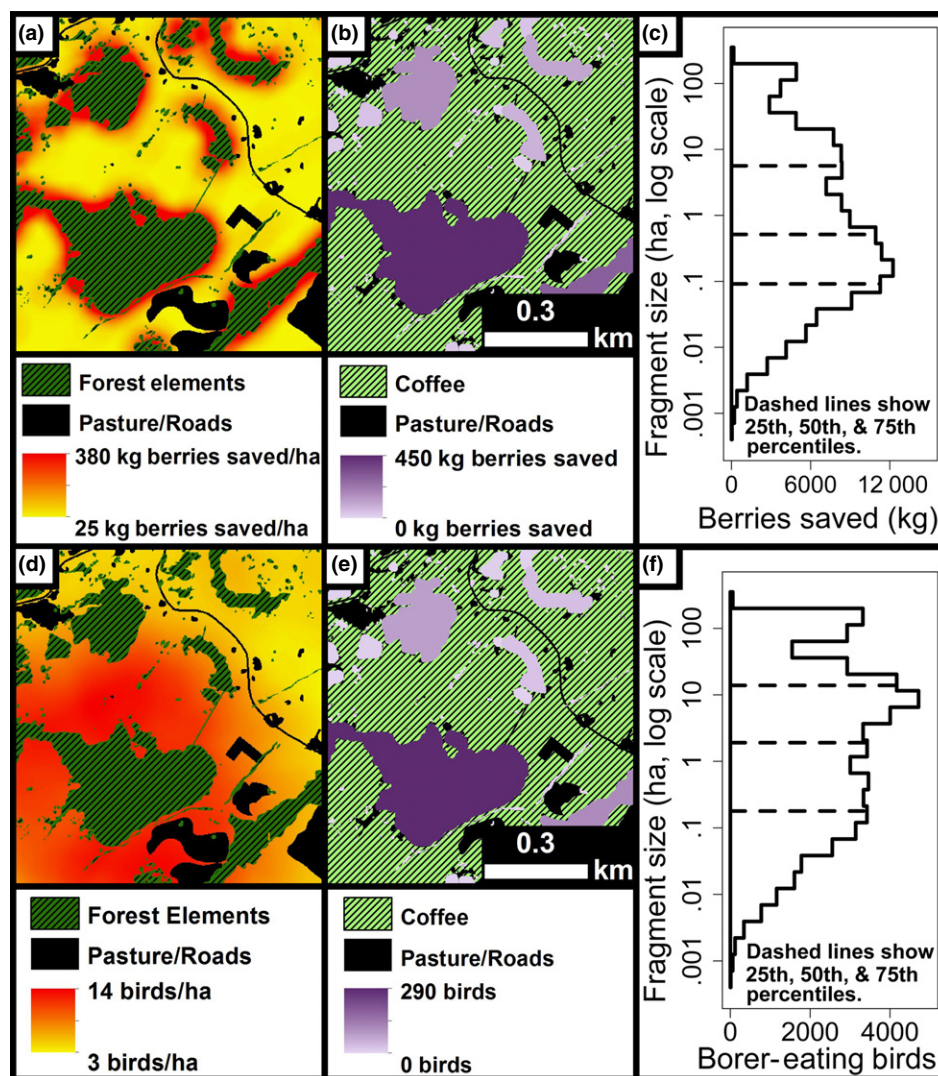 (a)
(b)
0.3
km
(c)
Fragment size (ha, log scale)
100
10
1
.1
.01
.001
Dashed lines show
25th, 50th, & 75th
percentiles.
0
6000
12 000
Berries saved (kg)
Forest elements
Pasture/Roads
380 kg berries saved/ha
25 kg berries saved/ha
Coffee
Pasture/Roads
450 kg berries saved
0 kg berries saved
(d)
(e)
0.3
km
(f)
Fragment size (ha, log scale)
100
10
1
.1
.01
.001
Dashed lines show
25th, 50th, & 75th
percentiles.
0
2000
4000
Borer-eating birds
Forest Elements
Pasture/Roads
14 birds/ha
3 birds/ha
Coffee
Pasture/Roads
290 birds
0 birds